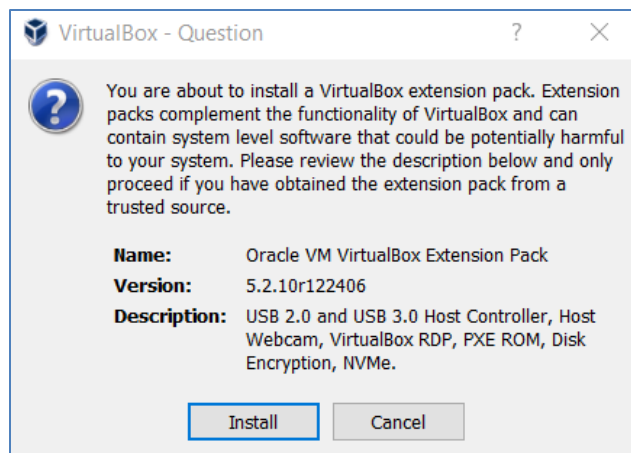 VirtualBox - Question
You are about to install a VirtualBox extension pack. Extension
packs complement the functionality of VirtualBox and can
contain system level software that could be potentially harmful
to your system. Please review the description below and only
proceed if you have obtained the extension pack from a
trusted source.
Name: Oracle VM VirtualBox Extension Pack
Version: 5.2.10r122406
Description: USB 2.0 and USB 3.0 Host Controller, Host
Webcam, VirtualBox RDP, PXE ROM, Disk
Encryption, NVMe.
Install Cancel